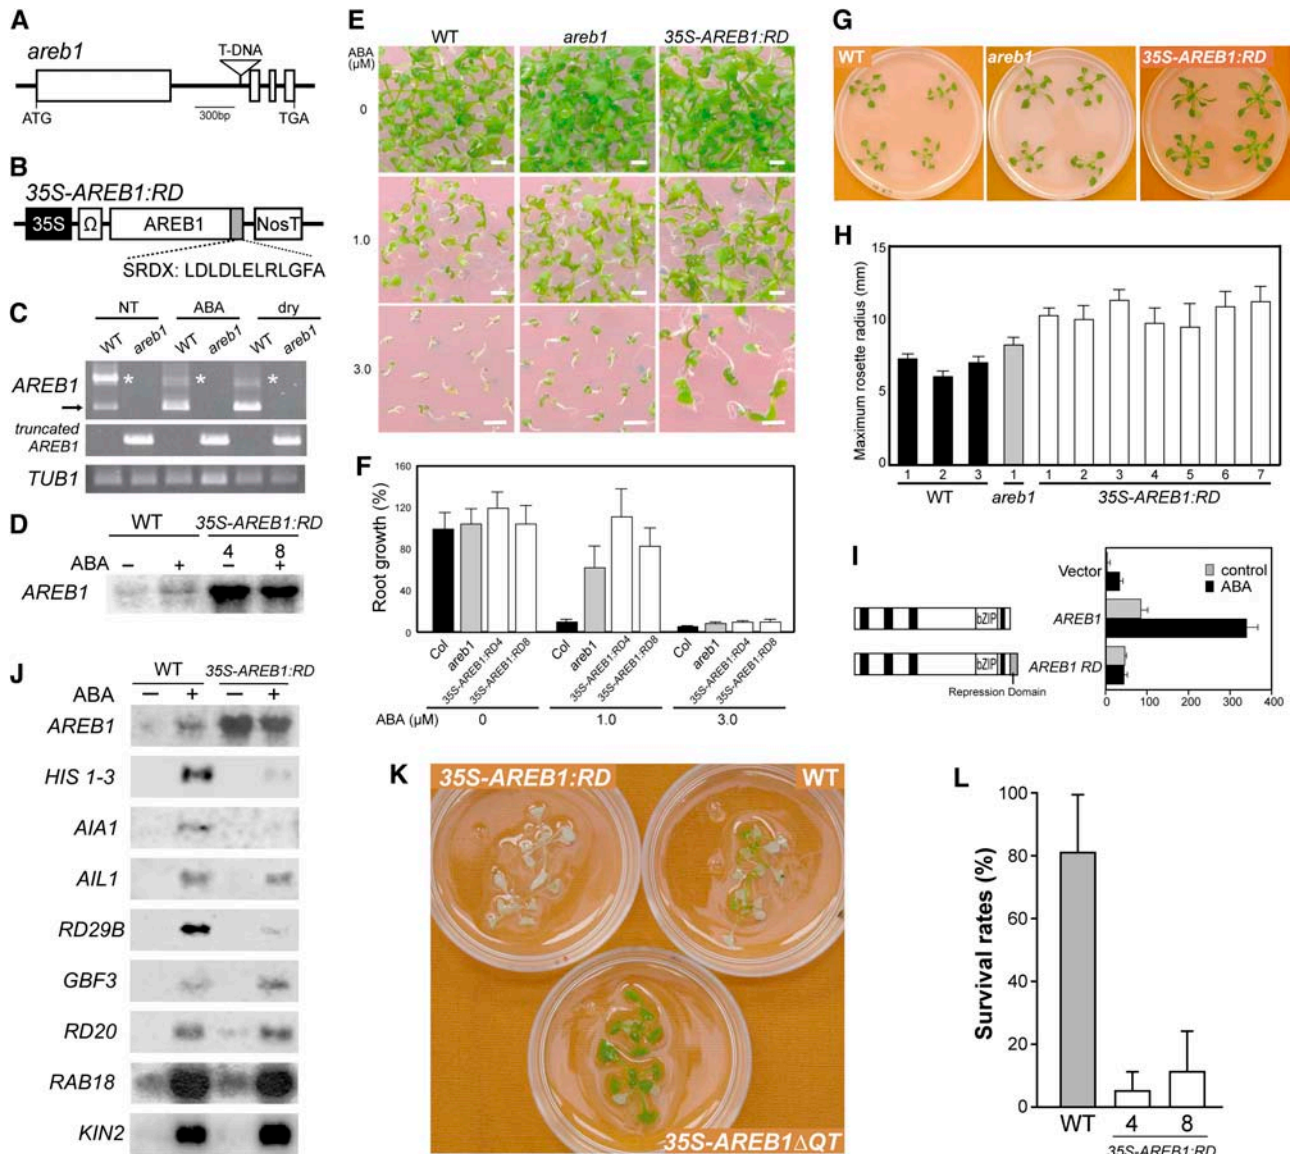 A
areb1
T-DNA
ATG
300bp
TGA
B
35S-AREB1:RD
35S Ω AREB1 NosT
SRDX: LDLDLELRLGFA
C
NT ABA dry
WT areb1 WT areb1 WT areb1
AREB1 * * *
truncated
AREB1
TUB1
D
WT 35S-AREB1:RD
4 8
ABA – + – +
AREB1
E
WT areb1 35S-AREB1:RD
ABA
(μM)
0
1.0
3.0
F
Root growth (%)
160
120
80
40
0
Col areb1 35S-AREB1:RD4 35S-AREB1:RD8 Col areb1 35S-AREB1:RD4 35S-AREB1:RD8 Col areb1 35S-AREB1:RD4 35S-AREB1:RD8
ABA (μM) 0 1.0 3.0
G
WT areb1 35S-AREB1:RD
H
Maximum rosette radius (mm)
15
10
5
0
1 2 3 1 1 2 3 4 5 6 7
WT areb1 35S-AREB1:RD
I
Vector
control
ABA
bZIP AREB1
bZIP AREB1 RD
Repression Domain
0 100 200 300 400
J
WT 35S-AREB1:RD
ABA – + – +
AREB1
HIS 1-3
AIA1
AIL1
RD29B
GBF3
RD20
RAB18
KIN2
K
35S-AREB1:RD WT
35S-AREB1ΔQT
L
Survival rates (%)
100
80
60
40
20
0
WT 4 8
35S-AREB1:RD